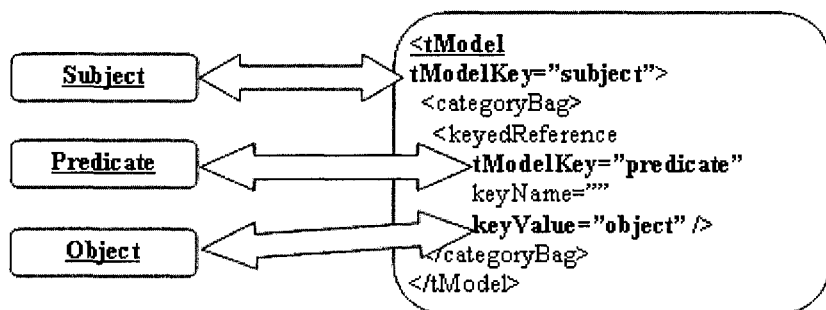 Subject
Predicate
Object
<tModel
tModelKey=”subject”>
<categoryBag>
<keyedReference
tModelKey=”predicate”
keyName=””
keyValue=”object” />
</categoryBag>
</tModel>